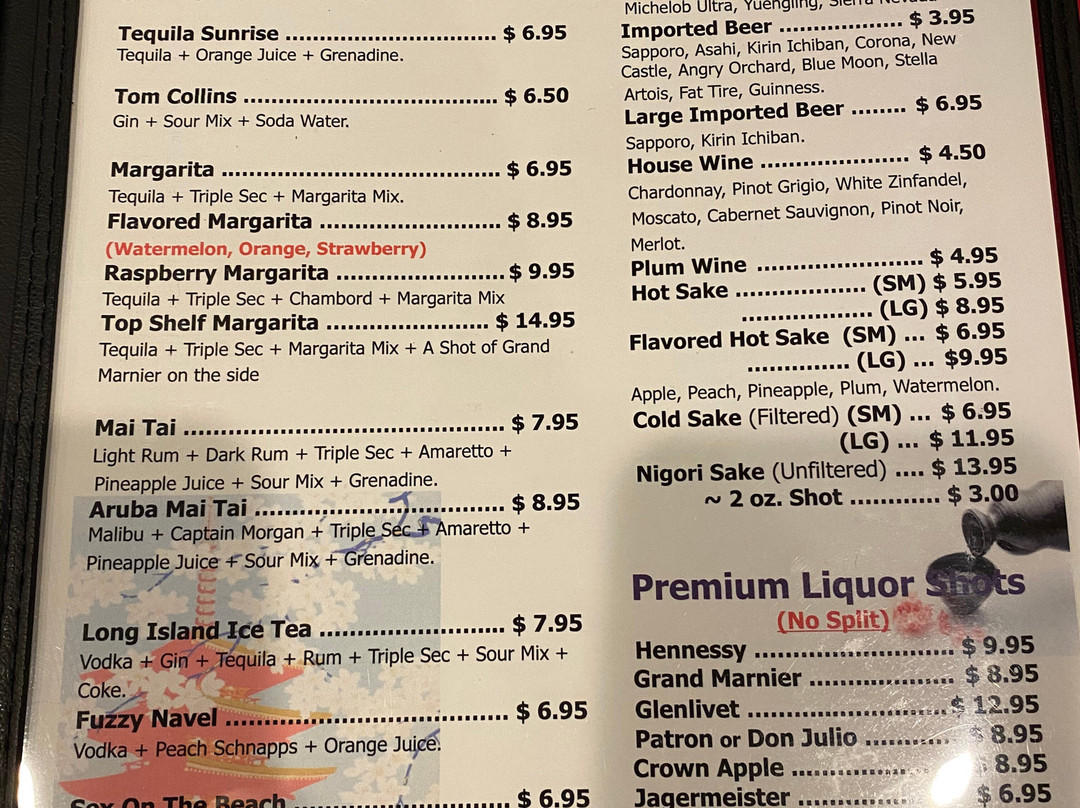 Tequila Sunrise ................................ $ 6.95
Tequila + Orange Juice + Grenadine.
Tom Collins ...................................... $ 6.50
Gin + Sour Mix + Soda Water.
Margarita .......................................... $ 6.95
Tequila + Triple Sec + Margarita Mix.
Flavored Margarita ........................... $ 8.95
(Watermelon, Orange, Strawberry)
Raspberry Margarita ......................... $ 9.95
Tequila + Triple Sec + Chambord + Margarita Mix
Top Shelf Margarita ........................ $ 14.95
Tequila + Triple Sec + Margarita Mix + A Shot of Grand
Marnier on the side
Mai Tai ................................................ $ 7.95
Light Rum + Dark Rum + Triple Sec + Amaretto +
Pineapple Juice + Sour Mix + Grenadine.
Aruba Mai Tai ..................................... $ 8.95
Malibu + Captain Morgan + Triple Sec + Amaretto +
Pineapple Juice + Sour Mix + Grenadine.
Long Island Ice Tea ........................... $ 7.95
Vodka + Gin + Tequila + Rum + Triple Sec + Sour Mix +
Coke.
Fuzzy Navel ......................................... $ 6.95
Vodka + Peach Schnapps + Orange Juice.
Sex On The Beach ............................... $ 6.95
Michelob Ultra, Yuengling, Sierra Nevada
Imported Beer .................. $ 3.95
Sapporo, Asahi, Kirin Ichiban, Corona, New
Castle, Angry Orchard, Blue Moon, Stella
Artois, Fat Tire, Guinness.
Large Imported Beer ........ $ 6.95
Sapporo, Kirin Ichiban.
House Wine ...................... $ 4.50
Chardonnay, Pinot Grigio, White Zinfandel,
Moscato, Cabernet Sauvignon, Pinot Noir,
Merlot.
Plum Wine ........................ $ 4.95
Hot Sake ................... (SM) $ 5.95
................... (LG) $ 8.95
Flavored Hot Sake (SM) ... $ 6.95
............... (LG) ... $9.95
Apple, Peach, Pineapple, Plum, Watermelon.
Cold Sake (Filtered) (SM) ... $ 6.95
(LG) ... $ 11.95
Nigori Sake (Unfiltered) .... $ 13.95
~ 2 oz. Shot ............ $ 3.00
Premium Liquor Shots
(No Split)
Hennessy ............................. $ 9.95
Grand Marnier ..................... $ 8.95
Glenlivet ............................. $ 12.95
Patron or Don Julio ............ $ 8.95
Crown Apple ........................ $ 8.95
Jagermeister ....................... $ 6.95